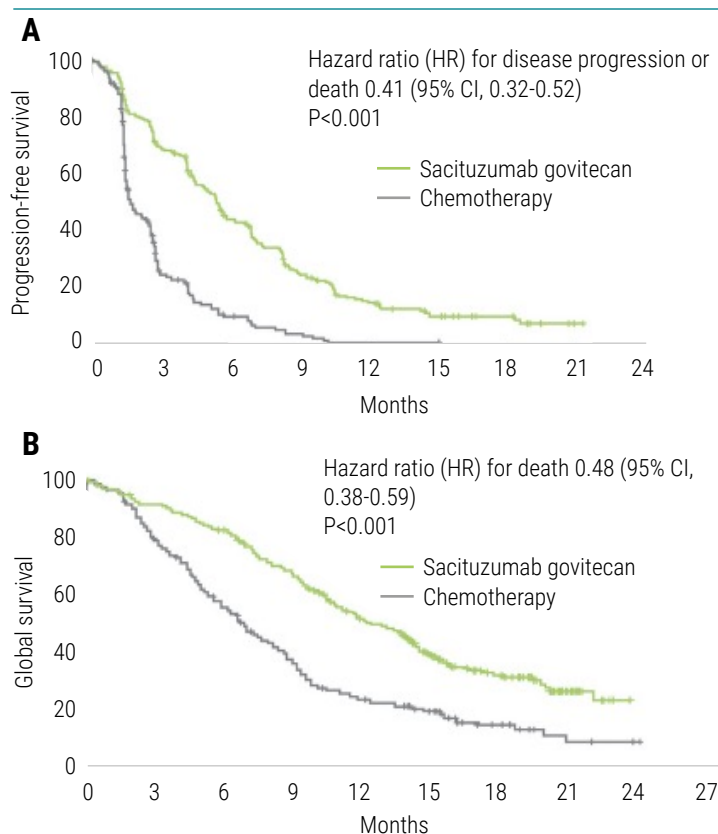 A
Hazard ratio (HR) for disease progression or
death 0.41 (95% CI, 0.32-0.52)
P<0.001
Sacituzumab govitecan
Chemotherapy
Progression-free survival
100
80
60
40
20
0
0 3 6 9 12 15 18 21 24
Months
B
Hazard ratio (HR) for death 0.48 (95% CI,
0.38-0.59)
P<0.001
Sacituzumab govitecan
Chemotherapy
Global survival
100
80
60
40
20
0
0 3 6 9 12 15 18 21 24 27
Months